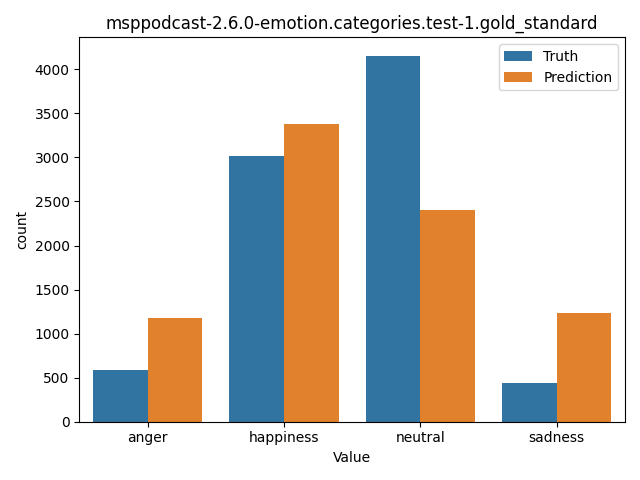 msppodcast-2.6.0-emotion.categories.test-1.gold_standard
Truth
Prediction
4000
3500
3000
2500
2000
1500
1000
500
0
count
anger happiness neutral sadness
Value